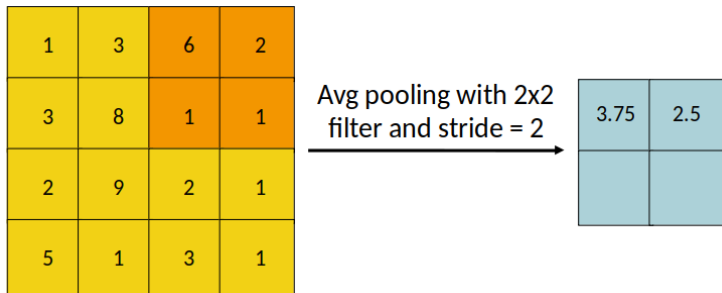 1 3 6 2
3 8 1 1
2 9 2 1
5 1 3 1
Avg pooling with 2x2
filter and stride = 2
3.75 2.5